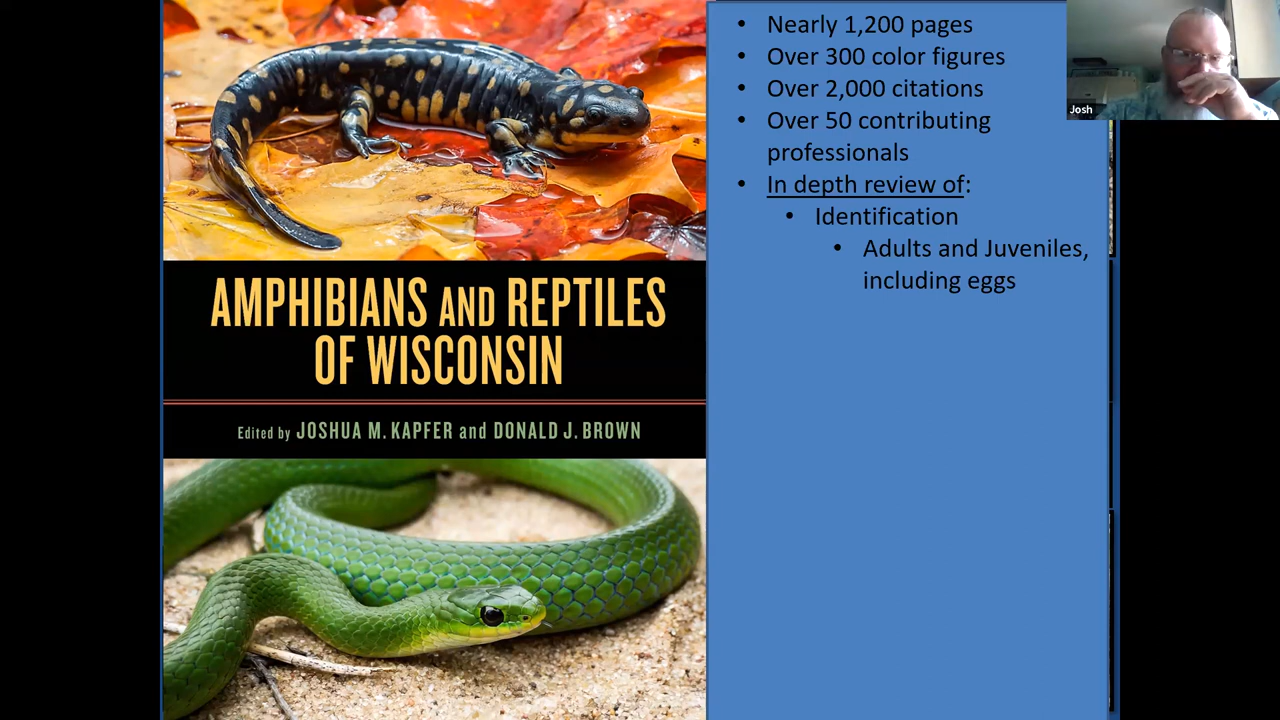 AMPHIBIANS AND REPTILES
OF WISCONSIN
Edited by JOSHUA M. KAPFER and DONALD J. BROWN
• Nearly 1,200 pages
• Over 300 color figures
• Over 2,000 citations
• Over 50 contributing
professionals
• In depth review of:
• Identification
• Adults and Juveniles,
including eggs
Josh